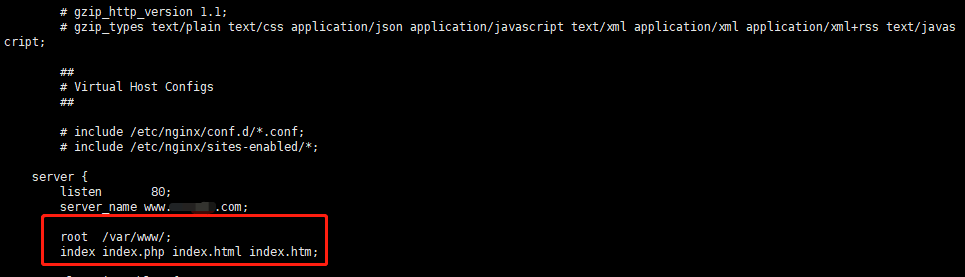 # gzip_http_version 1.1;
# gzip_types text/plain text/css application/json application/javascript text/xml application/xml application/xml+rss text/javas
cript;
##
# Virtual Host Configs
##
# include /etc/nginx/conf.d/*.conf;
# include /etc/nginx/sites-enabled/*;
server {
listen 80;
server_name www. .com;
root /var/www/;
index index.php index.html index.htm;